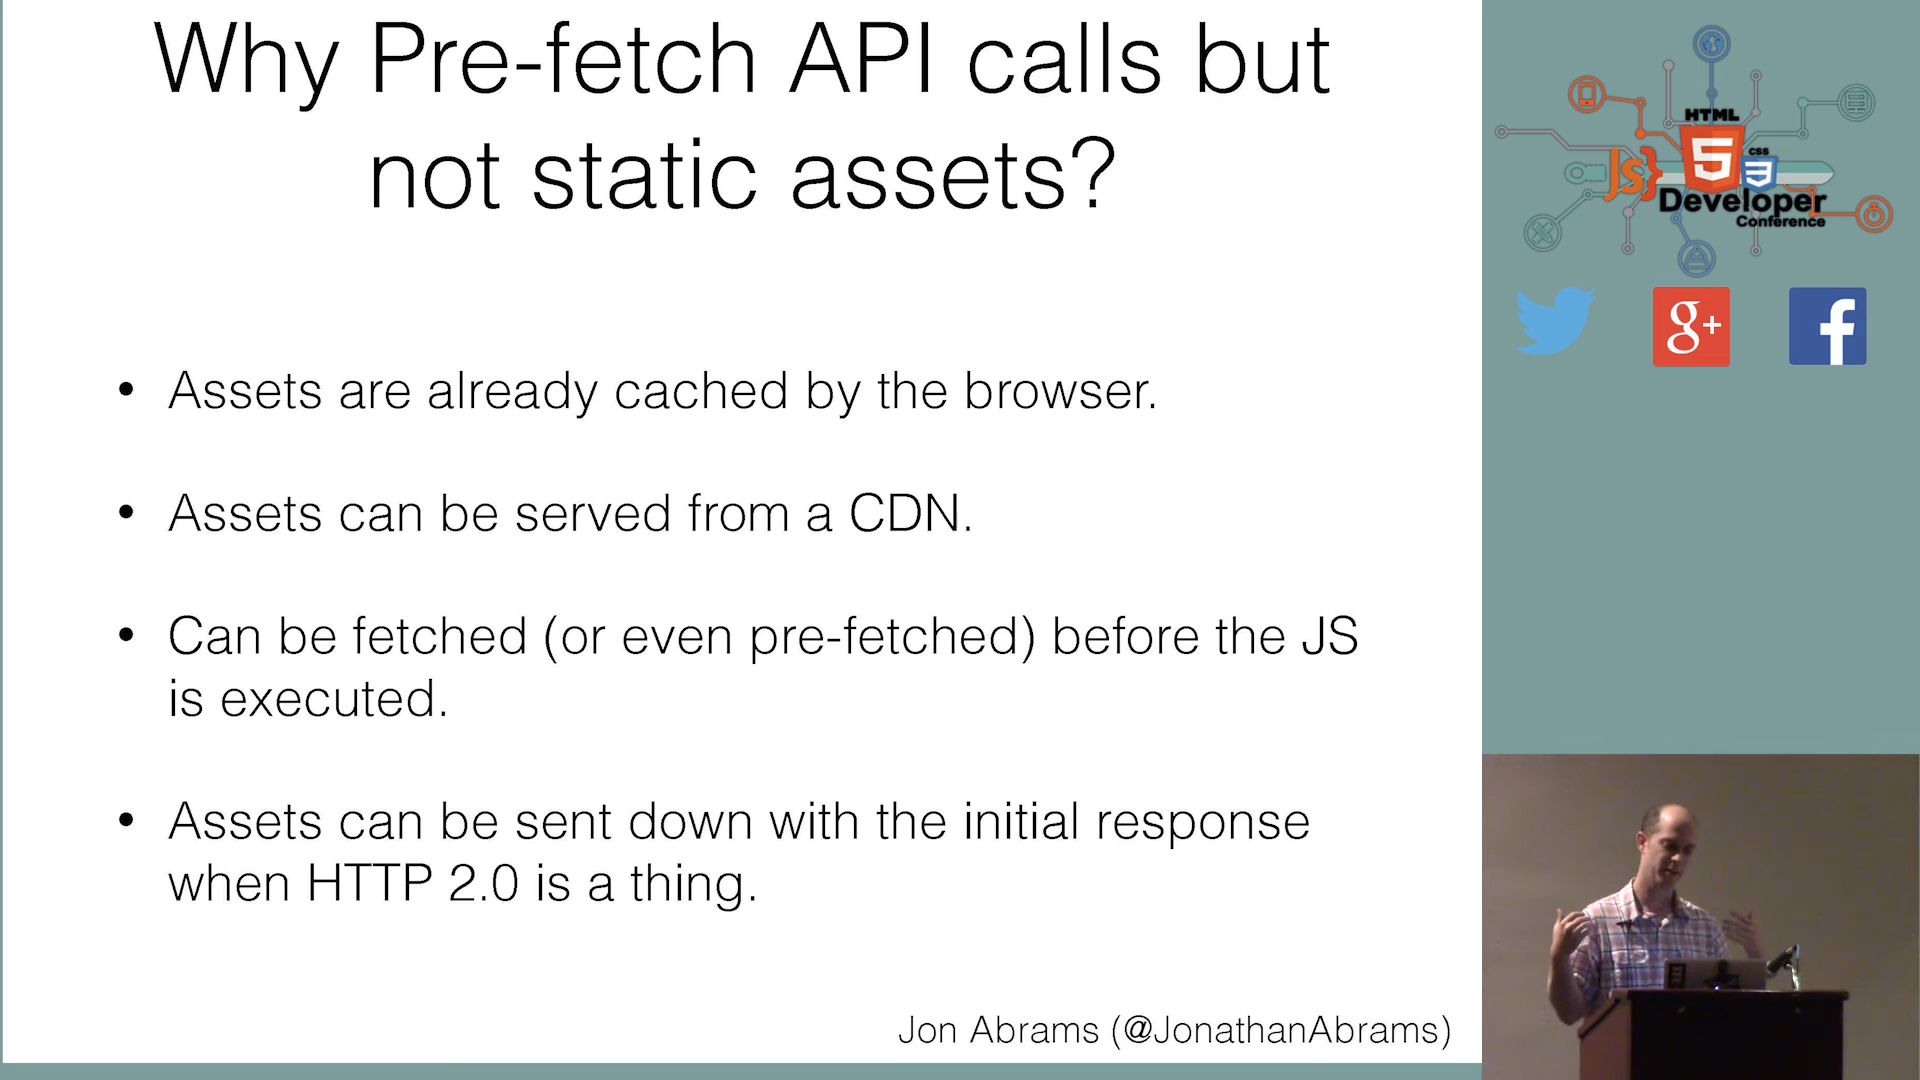 Why Pre-fetch API calls but
not static assets?
• Assets are already cached by the browser.
• Assets can be served from a CDN.
• Can be fetched (or even pre-fetched) before the JS
is executed.
• Assets can be sent down with the initial response
when HTTP 2.0 is a thing.
Jon Abrams (@JonathanAbrams)
HTML
5
CSS
3
JS}
Developer
Conference
g+
f